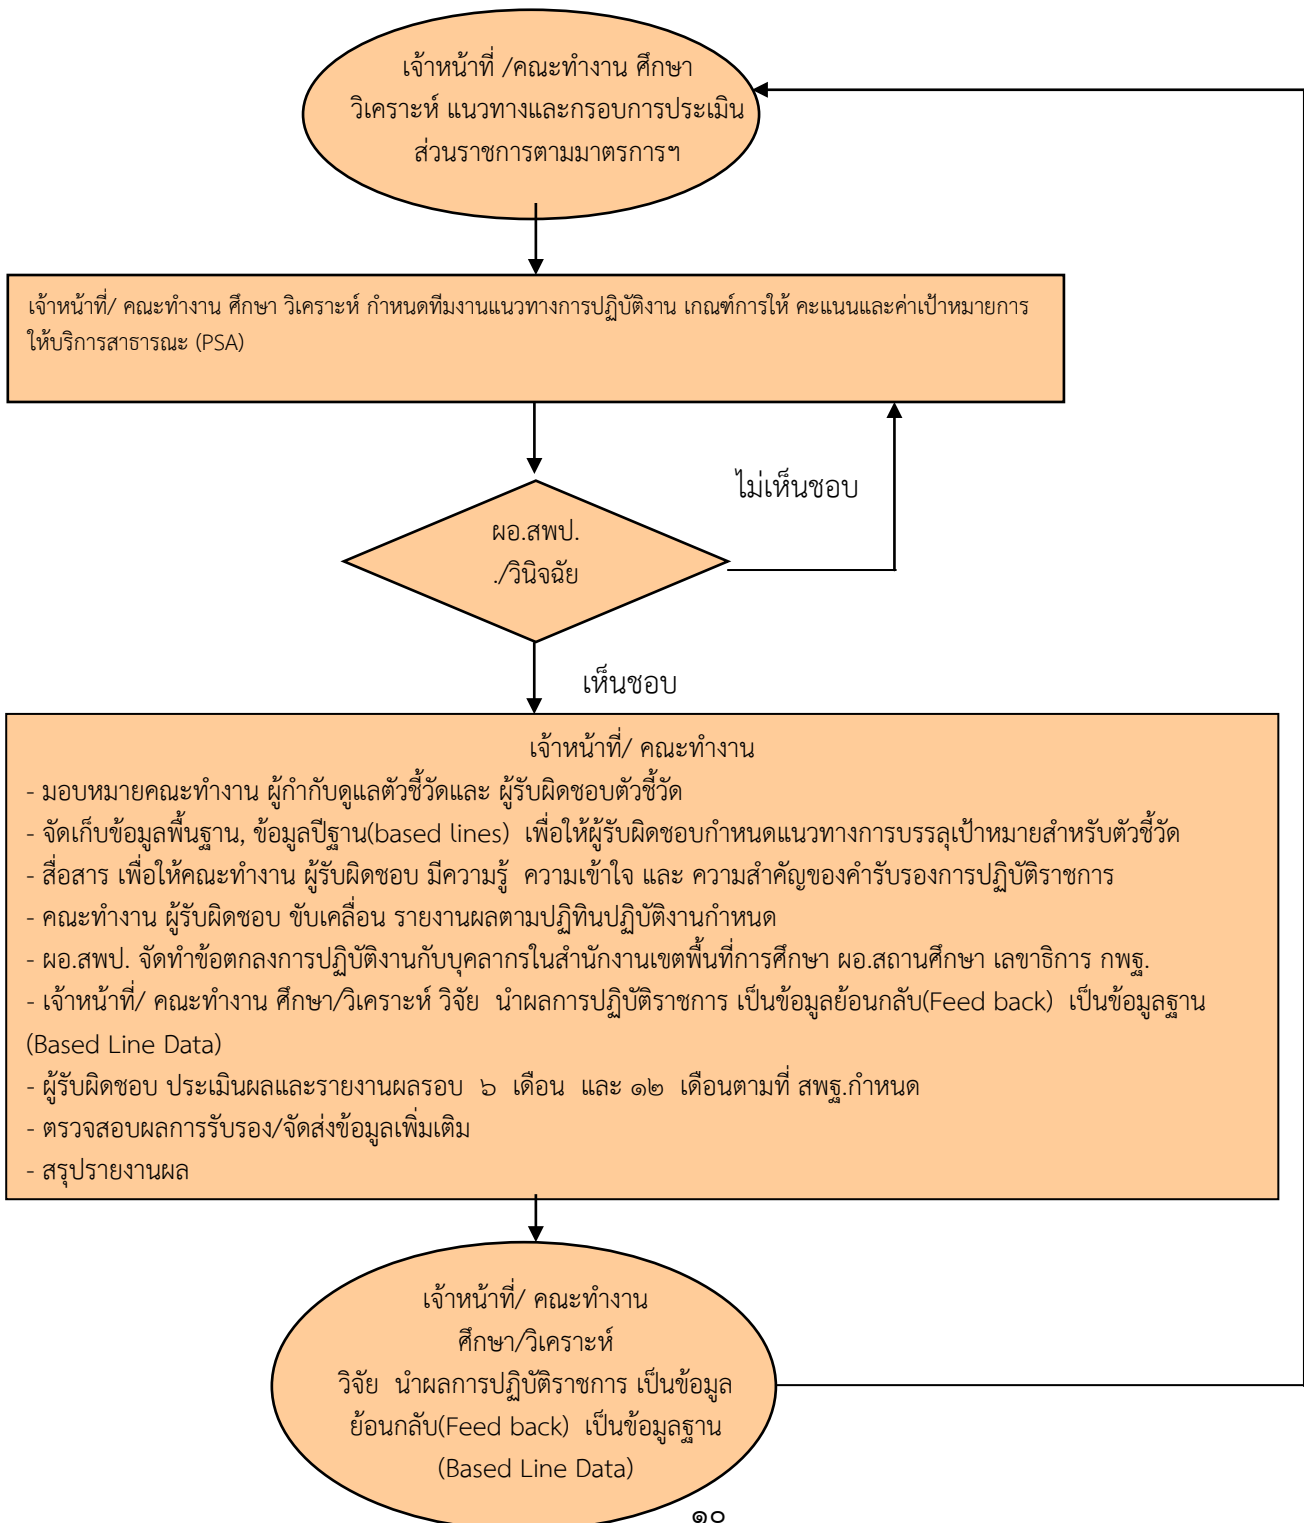 เจ้าหน้าที่ /คณะทำงาน ศึกษา
วิเคราะห์ แนวทางและกรอบการประเมิน
ส่วนราชการตามมาตรการฯ
เจ้าหน้าที่/ คณะทำงาน ศึกษา วิเคราะห์ กำหนดทีมงานแนวทางการปฏิบัติงาน เกณฑ์การให้ คะแนนและค่าเป้าหมายการ
ให้บริการสาธารณะ (PSA)
ไม่เห็นชอบ
ผอ.สพป.
./วินิจฉัย
เห็นชอบ
เจ้าหน้าที่/ คณะทำงาน
- มอบหมายคณะทำงาน ผู้กำกับดูแลตัวชี้วัดและ ผู้รับผิดชอบตัวชี้วัด
- จัดเก็บข้อมูลพื้นฐาน, ข้อมูลปีฐาน(based lines) เพื่อให้ผู้รับผิดชอบกำหนดแนวทางการบรรลุเป้าหมายสำหรับตัวชี้วัด
- สื่อสาร เพื่อให้คณะทำงาน ผู้รับผิดชอบ มีความรู้ ความเข้าใจ และ ความสำคัญของคำรับรองการปฏิบัติราชการ
- คณะทำงาน ผู้รับผิดชอบ ขับเคลื่อน รายงานผลตามปฏิทินปฏิบัติงานกำหนด
- ผอ.สพป. จัดทำข้อตกลงการปฏิบัติงานกับบุคลากรในสำนักงานเขตพื้นที่การศึกษา ผอ.สถานศึกษา เลขาธิการ กพฐ.
- เจ้าหน้าที่/ คณะทำงาน ศึกษา/วิเคราะห์ วิจัย นำผลการปฏิบัติราชการ เป็นข้อมูลย้อนกลับ(Feed back) เป็นข้อมูลฐาน
(Based Line Data)
- ผู้รับผิดชอบ ประเมินผลและรายงานผลรอบ ๖ เดือน และ ๑๒ เดือนตามที่ สพฐ.กำหนด
- ตรวจสอบผลการรับรอง/จัดส่งข้อมูลเพิ่มเติม
- สรุปรายงานผล
เจ้าหน้าที่/ คณะทำงาน
ศึกษา/วิเคราะห์
วิจัย นำผลการปฏิบัติราชการ เป็นข้อมูล
ย้อนกลับ(Feed back) เป็นข้อมูลฐาน
(Based Line Data)
๑๐